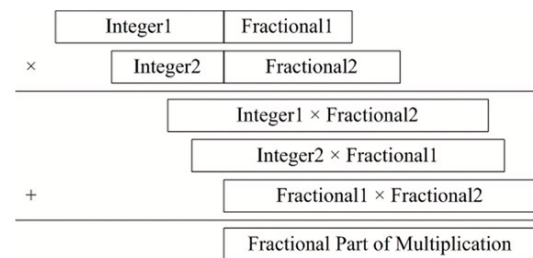 Integer1 Fractional1
× Integer2 Fractional2
Integer1 × Fractional2
Integer2 × Fractional1
+ Fractional1 × Fractional2
Fractional Part of Multiplication